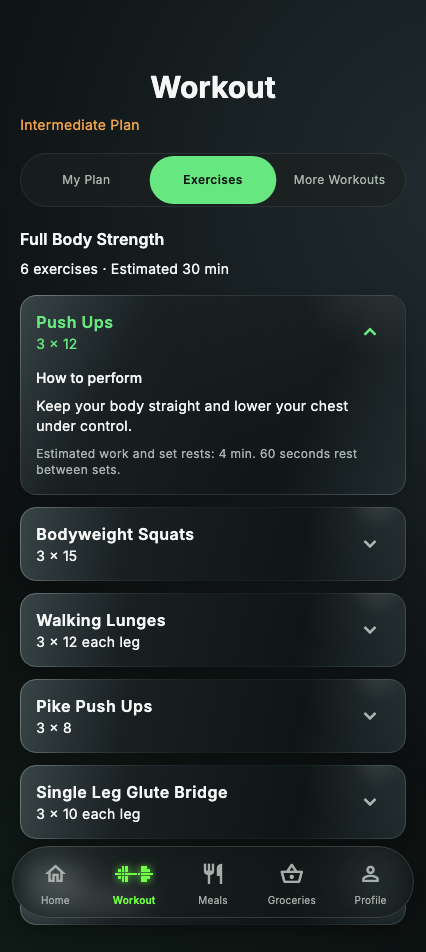 Workout
Intermediate Plan
My Plan
Exercises
More Workouts
Full Body Strength
6 exercises · Estimated 30 min
Push Ups
3 × 12
How to perform
Keep your body straight and lower your chest
under control.
Estimated work and set rests: 4 min. 60 seconds rest
between sets.
Bodyweight Squats
3 × 15
Walking Lunges
3 × 12 each leg
Pike Push Ups
3 × 8
Single Leg Glute Bridge
3 × 10 each leg
Home
Workout
Meals
Groceries
Profile